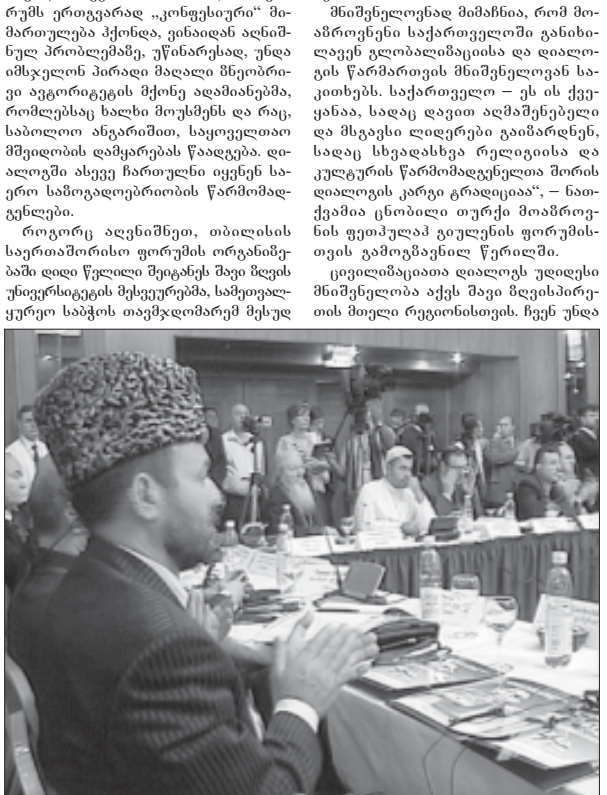 რუმს ერთგვარად „კონფესიური“ მი-
მართულება ჰქონდა, ვინაიდან აღნიშ-
ნულ პრობლემაზე, უწინარესად, უნდა
იმსჯელონ პირადი მაღალი ზნეობრი-
ვი ავტორიტეტის მქონე ადამიანებმა,
რომლებსაც ხალხი მოუსმენს და რაც,
საბოლოო ანგარიშით, საყოველთაო
მშვიდობის დამყარებას წაადგება. დი-
ალოგში ასევე ჩართულნი იყვნენ სა-
ერო საზოგადოებრიობის წარმომად-
გენლები.
როგორც აღვნიშნეთ, თბილისის
საერთაშორისო ფორუმის ორგანიზე-
ბაში დიდი წვლილი შეიტანეს შავი ზღვის
უნივერსიტეტის მესვეურებმა, სამეთვალ-
ყურეო საბჭოს თავმჯდომარემ მესუდ
მნიშვნელოვნად მიმაჩნია, რომ მო-
აზროვნენი საქართველოში განიხი-
ლავენ გლობალიზაციისა და დიალო-
გის წარმართვის მნიშვნელოვან სა-
კითხებს. საქართველო – ეს ის ქვე-
ყანაა, სადაც დავით აღმაშენებელი
და მსგავსი ლიდერები გაიზარდნენ,
სადაც სხვადასხვა რელიგიისა და
კულტურის წარმომადგენელთა შორის
დიალოგის კარგი ტრადიციაა“, – ნათ-
ქვამია ცნობილი თურქი მოაზროვ-
ნის ფეთჰულაჰ გიულენის ფორუმის-
თვის გამოგზავნილ წერილში.
ცივილიზაციათა დიალოგს უდიდესი
მნიშვნელობა აქვს შავი ზღვისპირე-
თის მთელი რეგიონისთვის. ჩვენ უნდა